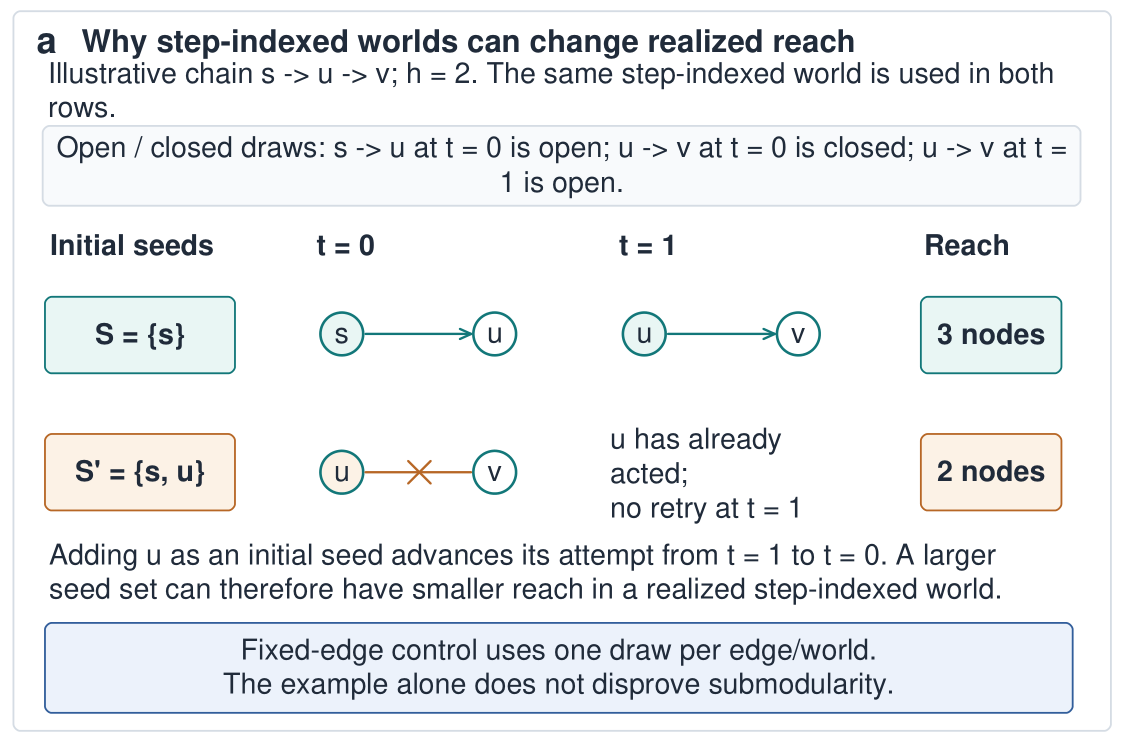 a Why step-indexed worlds can change realized reach
Illustrative chain s -> u -> v; h = 2. The same step-indexed world is used in both
rows.
Open / closed draws: s -> u at t = 0 is open; u -> v at t = 0 is closed; u -> v at t =
1 is open.
Initial seeds t = 0 t = 1 Reach
S = {s} s u u v 3 nodes
u has already
acted;
no retry at t = 1
S' = {s, u} u v 2 nodes
Adding u as an initial seed advances its attempt from t = 1 to t = 0. A larger
seed set can therefore have smaller reach in a realized step-indexed world.
Fixed-edge control uses one draw per edge/world.
The example alone does not disprove submodularity.